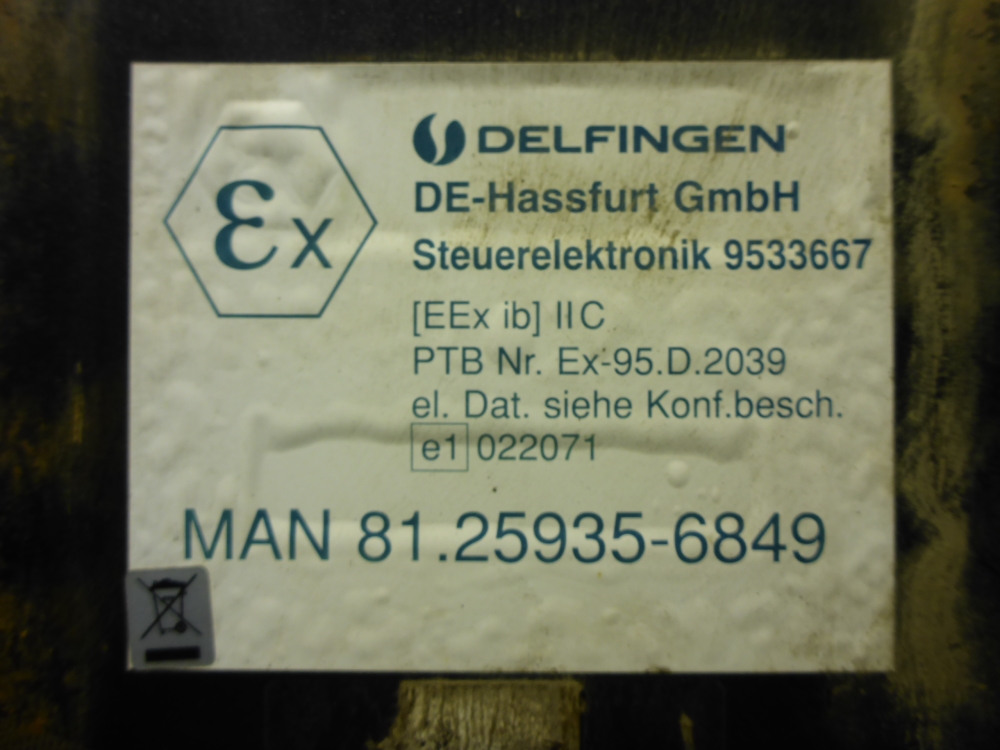 εx
DELFINGEN
DE-Hassfurt GmbH
Steuerelektronik 9533667
[EEx ib] IIC
PTB Nr. Ex-95.D.2039
el. Dat. siehe Konf.besch.
e1 022071
MAN 81.25935-6849